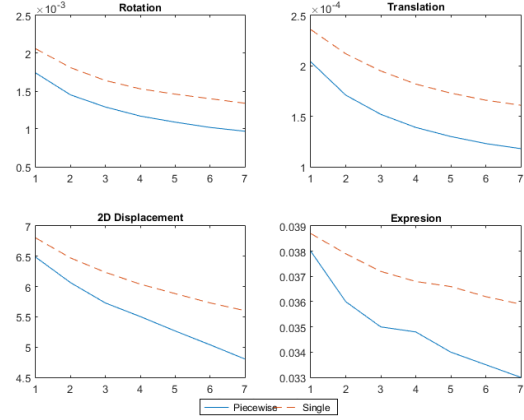 ×10⁻³ Rotation
2.5
2
1.5
1
0.5
1 2 3 4 5 6 7
×10⁻⁴ Translation
2.5
2
1.5
1
1 2 3 4 5 6 7
2D Displacement
7
6.5
6
5.5
5
4.5
1 2 3 4 5 6 7
Expresion
0.039
0.038
0.037
0.036
0.035
0.034
0.033
1 2 3 4 5 6 7
Piecewise Single